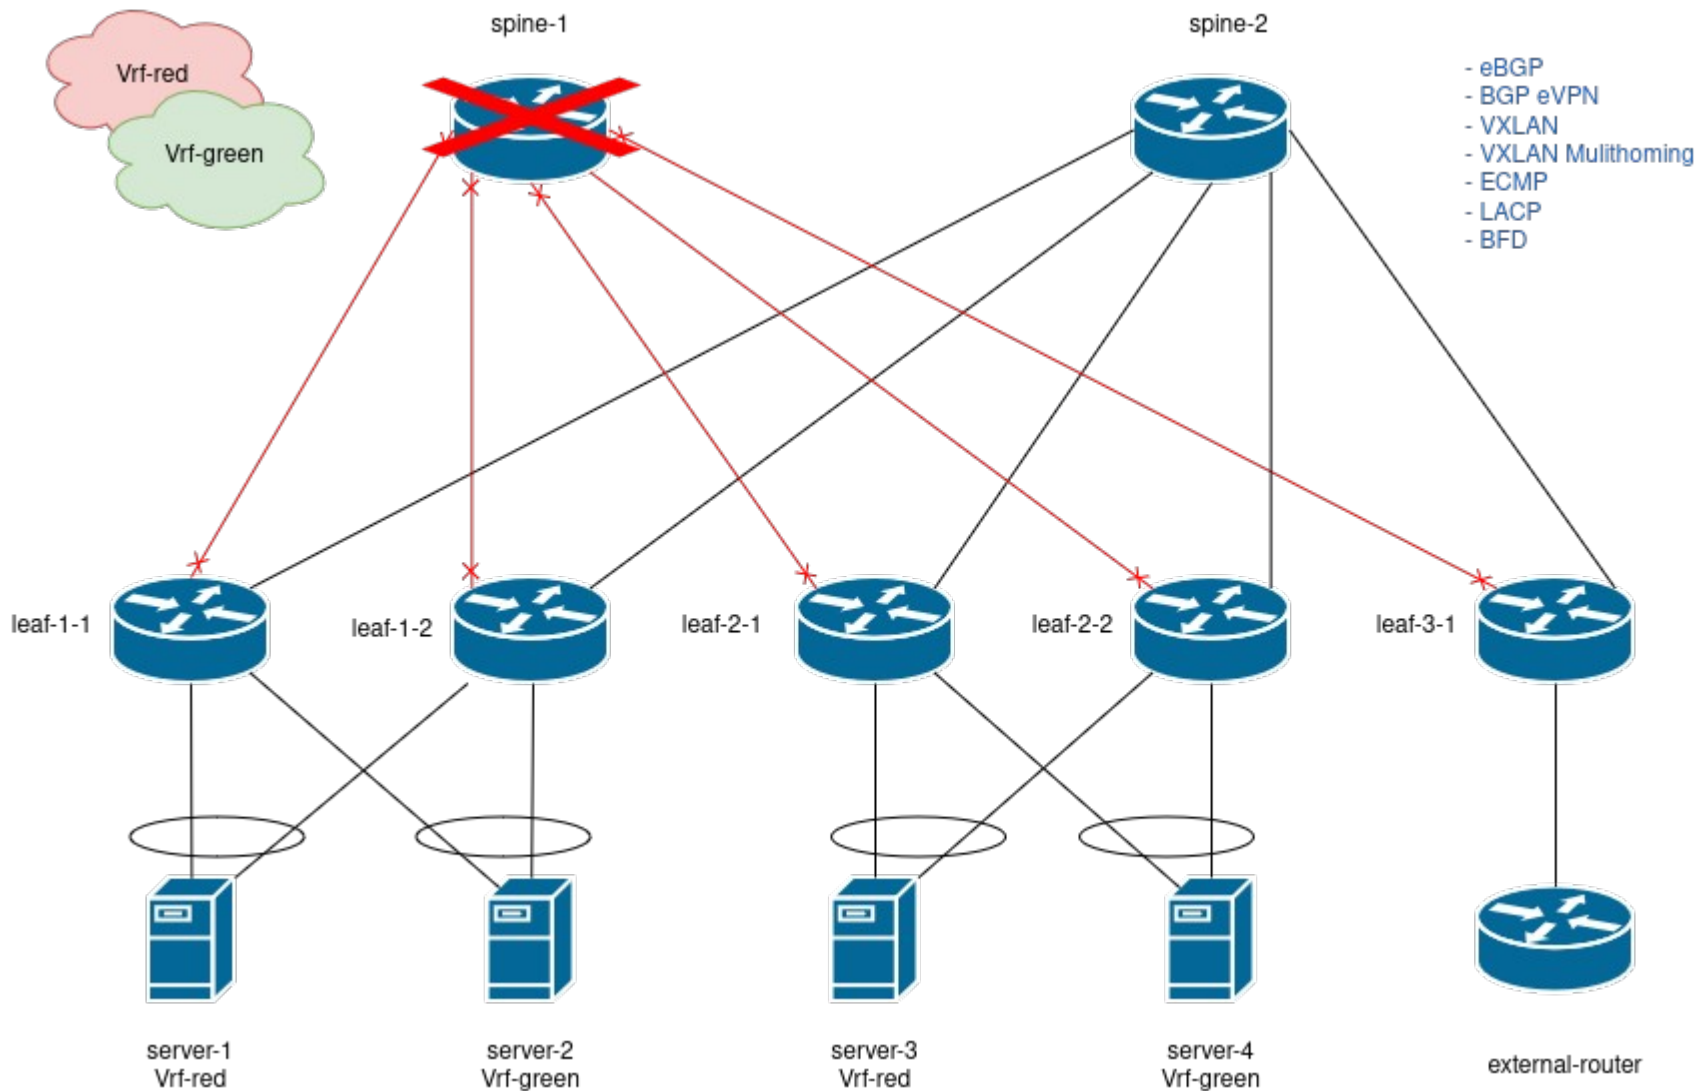 spine-1
spine-2
Vrf-red
Vrf-green
- eBGP
- BGP eVPN
- VXLAN
- VXLAN Mulithoming
- ECMP
- LACP
- BFD
leaf-1-1
leaf-1-2
leaf-2-1
leaf-2-2
leaf-3-1
server-1
Vrf-red
server-2
Vrf-green
server-3
Vrf-red
server-4
Vrf-green
external-router